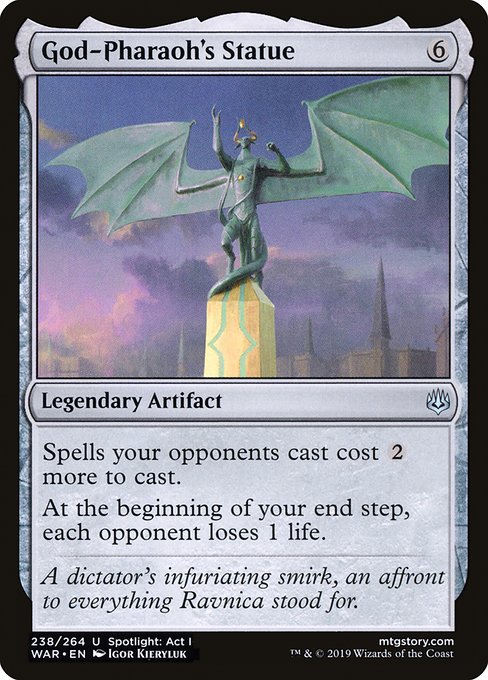 God-Pharaoh's Statue 6
Legendary Artifact
Spells your opponents cast cost 2
more to cast.
At the beginning of your end step,
each opponent loses 1 life.
A dictator's infuriating smirk, an affront
to everything Ravnica stood for.
238/264 U Spotlight: Act I
mtgstory.com
WAR • EN Igor Kieryluk
™ & © 2019 Wizards of the Coast